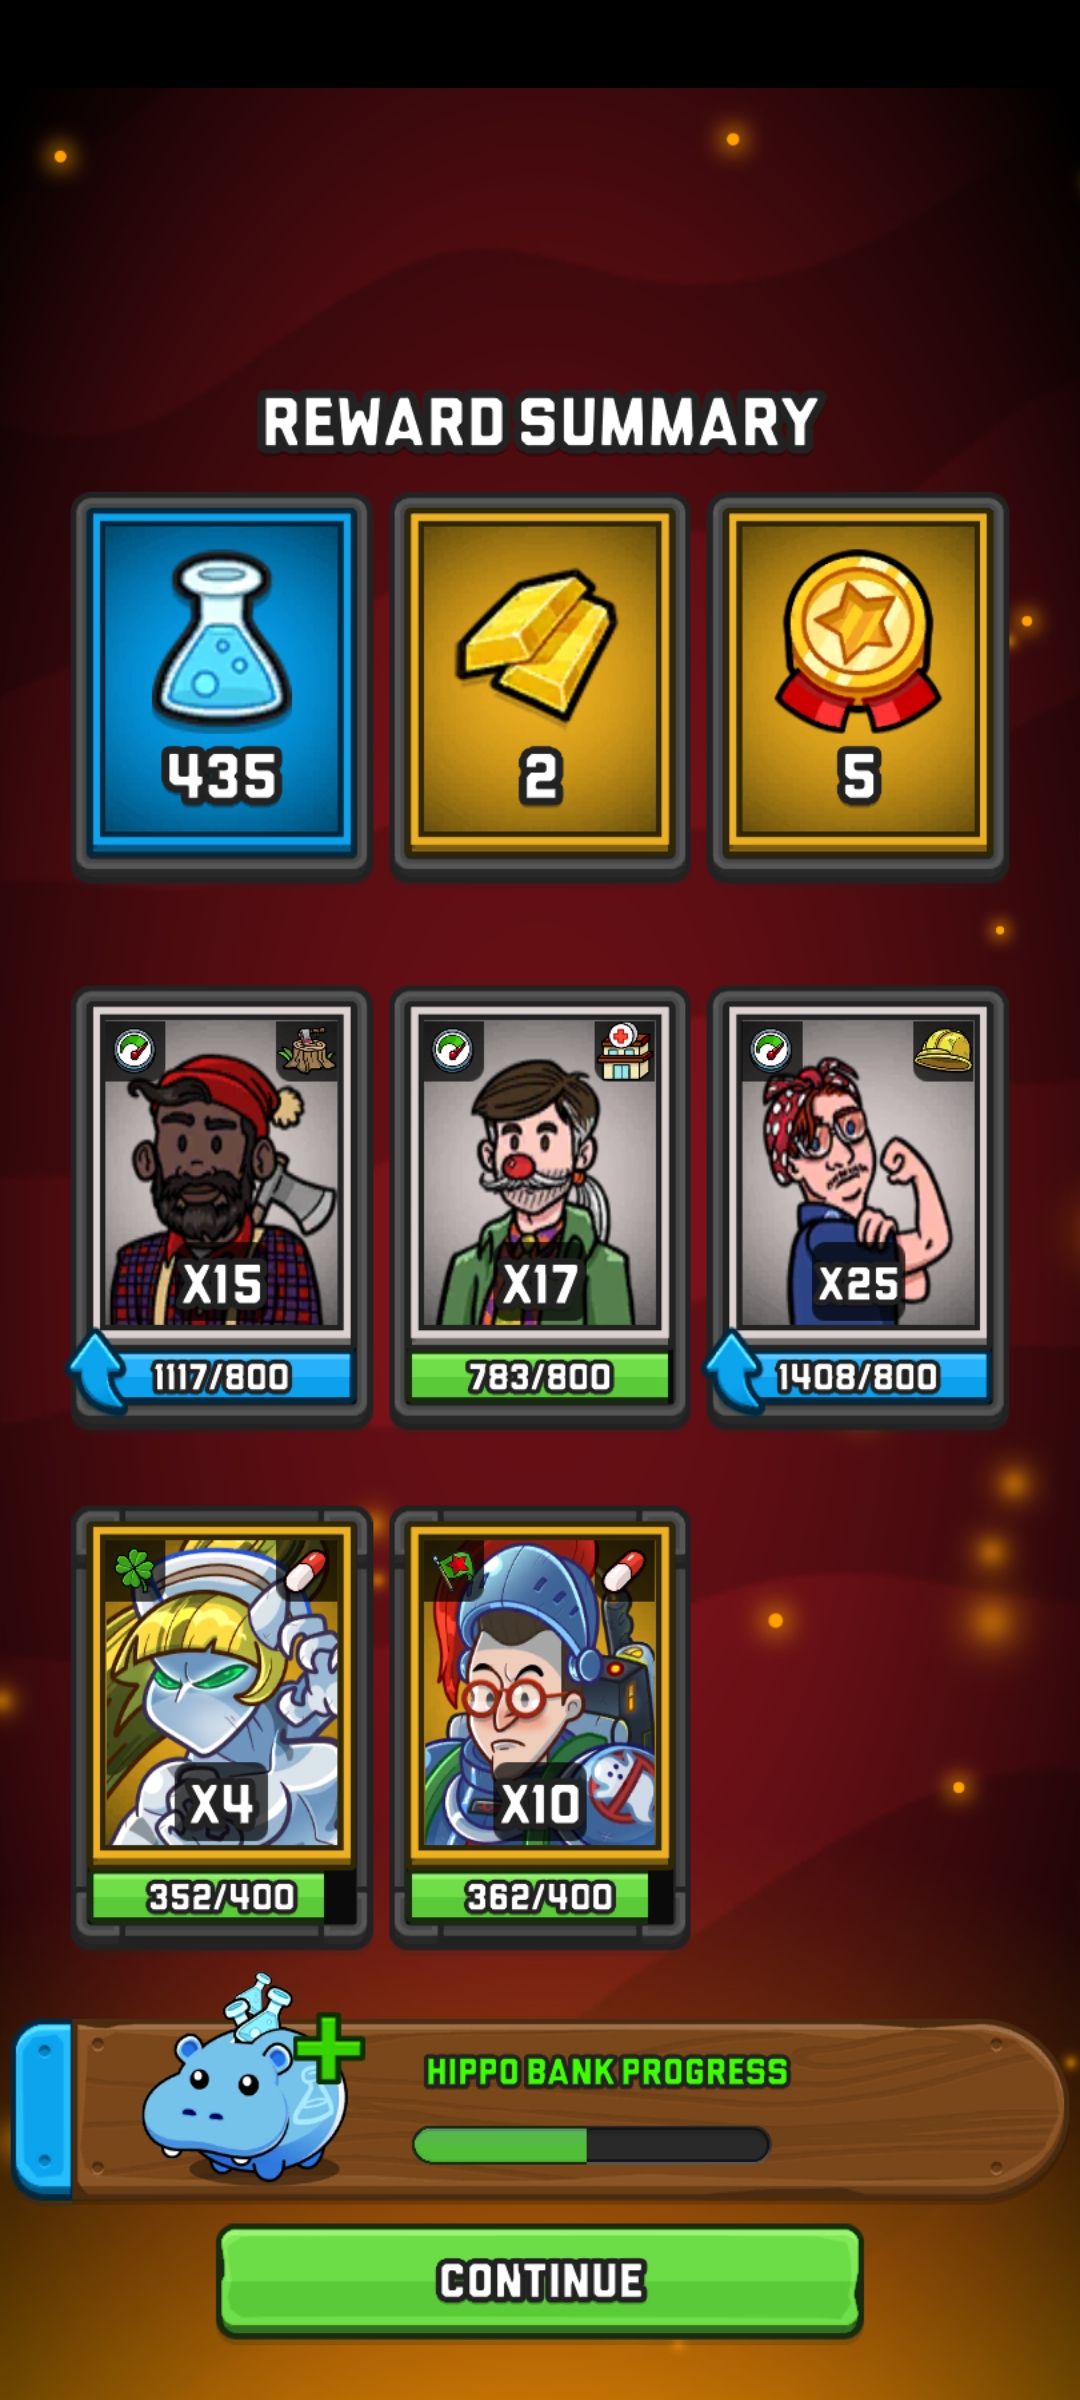 REWARD SUMMARY
435
2
5
X15
X17
X25
1117/800
783/800
1408/800
X4
X10
352/400
362/400
HIPPO BANK PROGRESS
CONTINUE